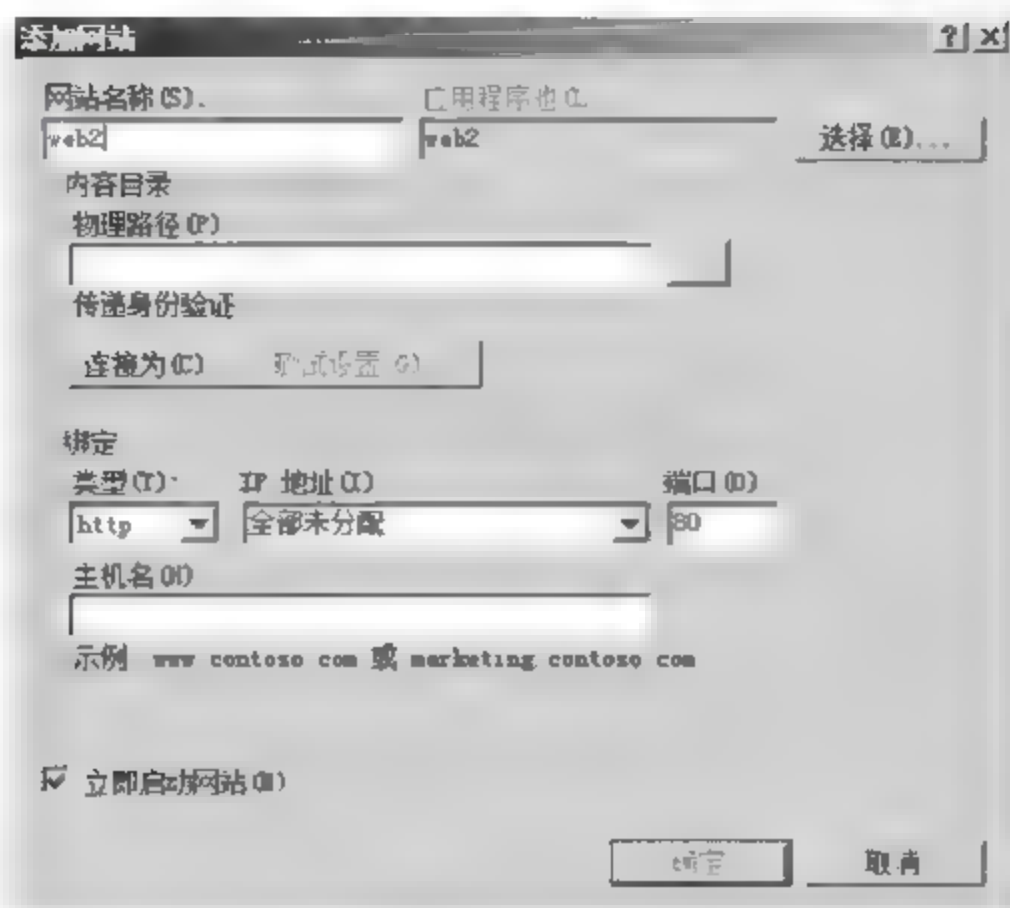 添加网站
网站名称(S).
web2 web2 选择(E)...
内容目录
物理路径(P)
传递身份验证
连接为(C)
绑定
类型(T): IP 地址(I) 端口(O)
http 全部未分配 80
主机名(H)
示例 www contoso com 或 marketing contoso com
立即启动网站(M)
取消